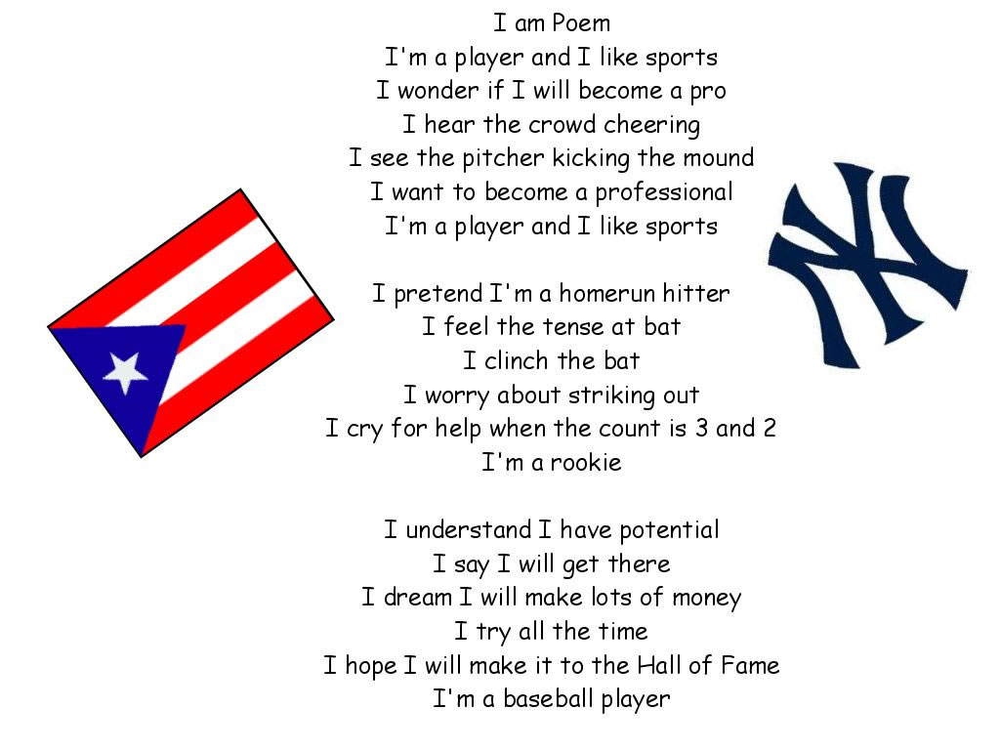 I am Poem
I'm a player and I like sports
I wonder if I will become a pro
I hear the crowd cheering
I see the pitcher kicking the mound
I want to become a professional
I'm a player and I like sports
I pretend I'm a homerun hitter
I feel the tense at bat
I clinch the bat
I worry about striking out
I cry for help when the count is 3 and 2
I'm a rookie
I understand I have potential
I say I will get there
I dream I will make lots of money
I try all the time
I hope I will make it to the Hall of Fame
I'm a baseball player
NY